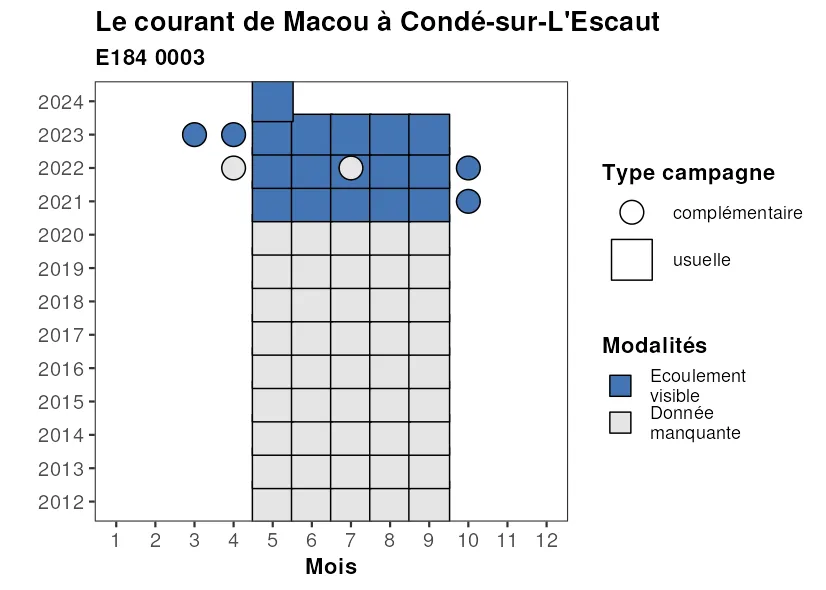 Le courant de Macou à Condé-sur-L'Escaut
E184 0003
2024
2023
2022
2021
2020
2019
2018
2017
2016
2015
2014
2013
2012
1 2 3 4 5 6 7 8 9 10 11 12
Mois
Type campagne
complémentaire
usuelle
Modalités
Ecoulement
visible
Donnée
manquante